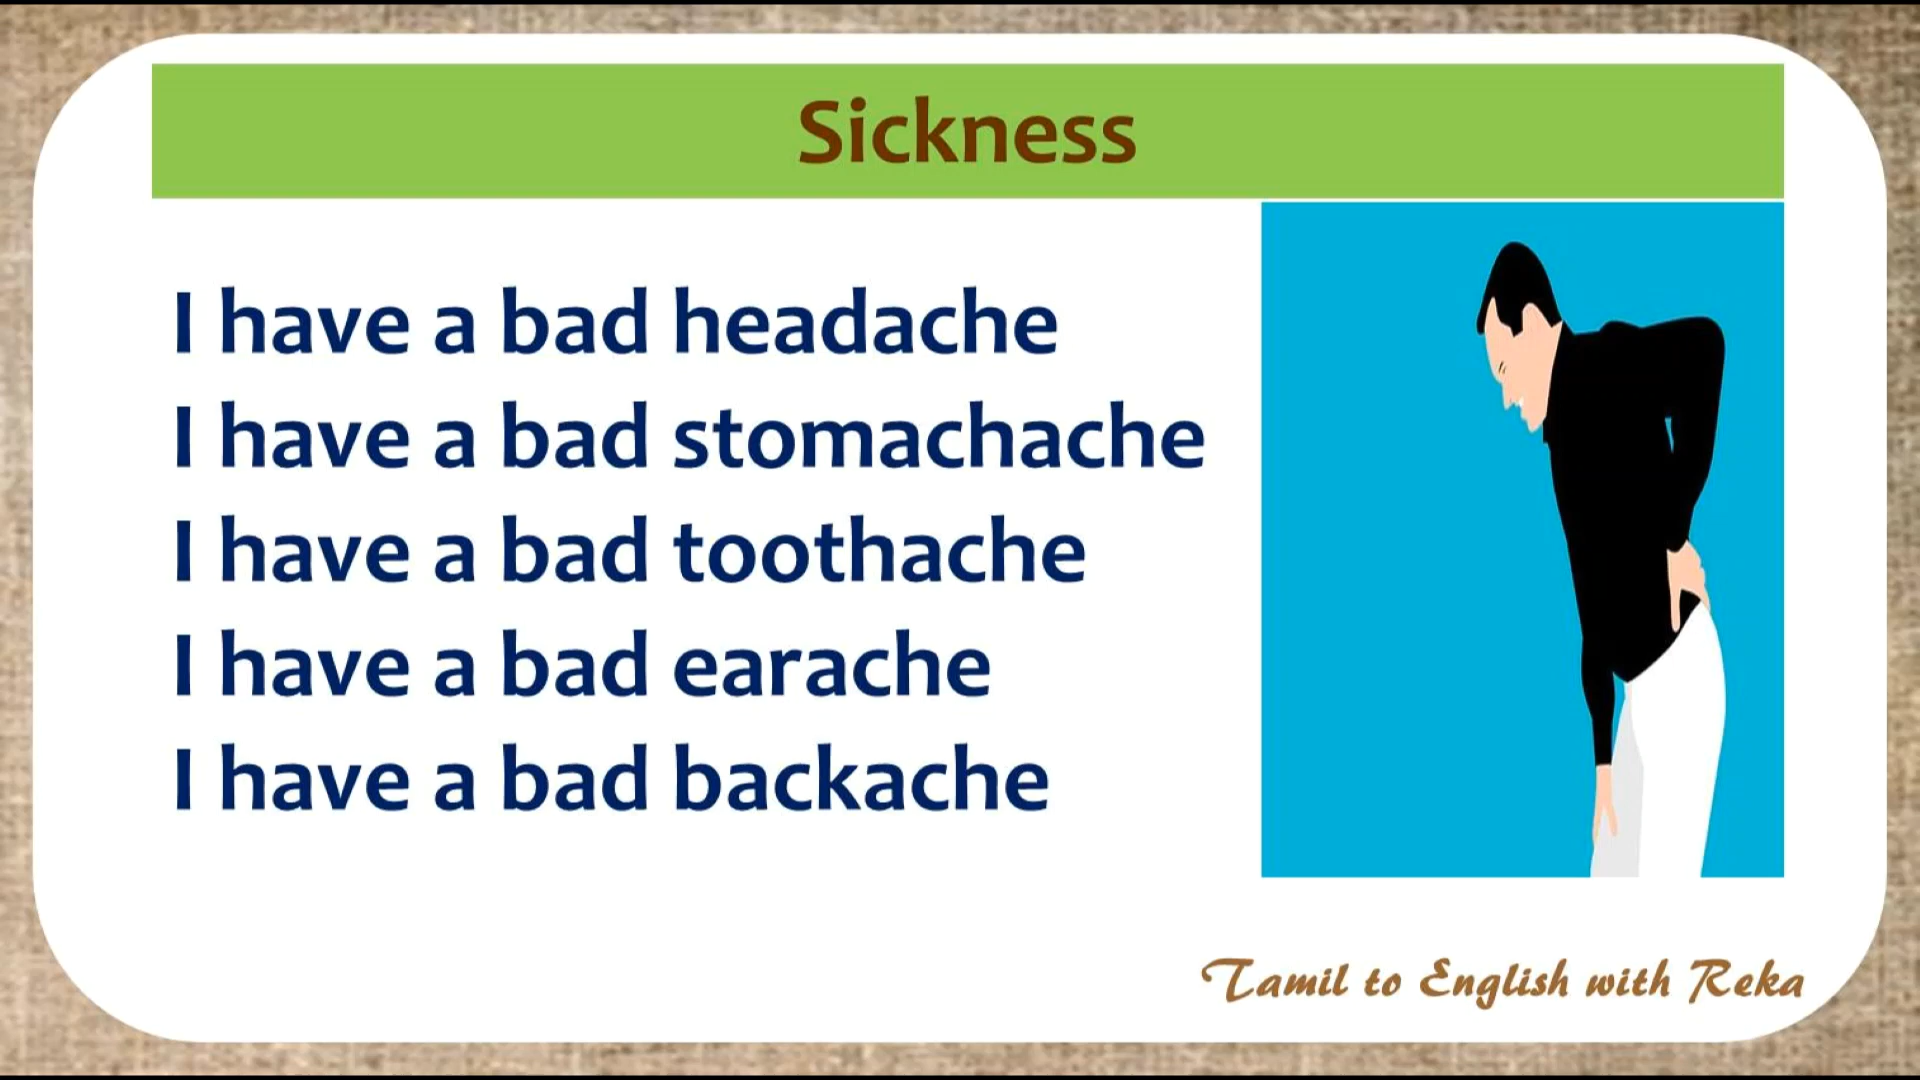 Sickness
I have a bad headache
I have a bad stomachache
I have a bad toothache
I have a bad earache
I have a bad backache
Tamil to English with Reka